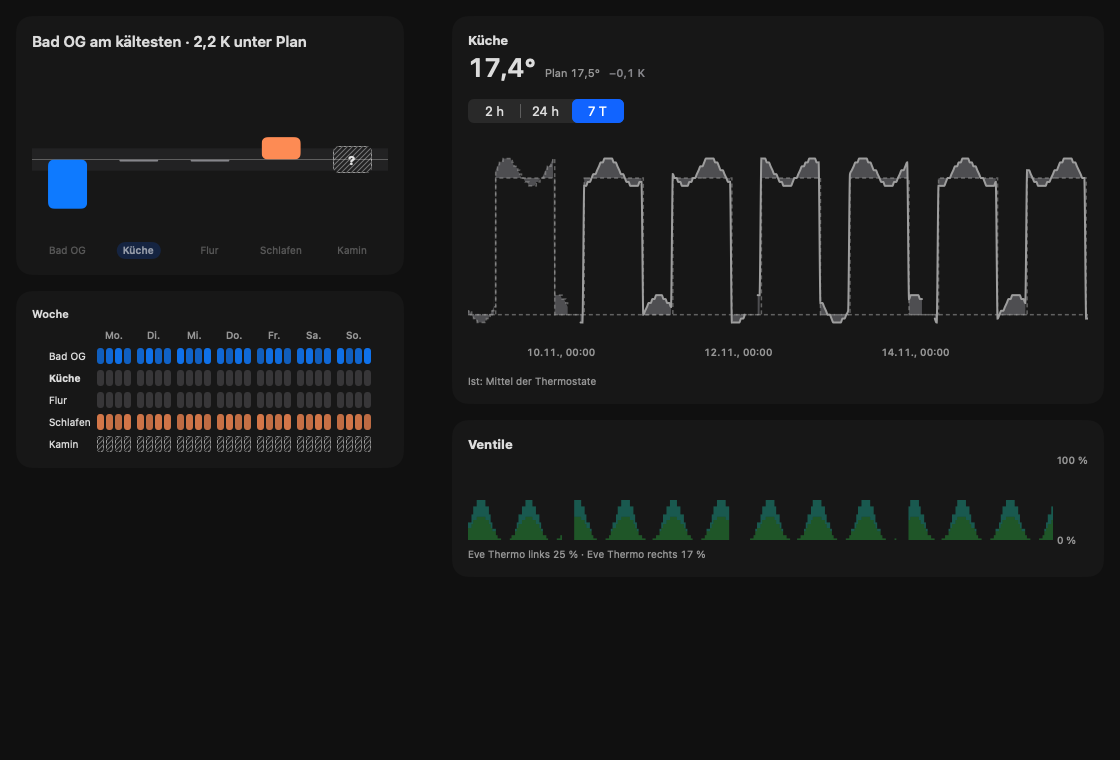 Bad OG am kältesten · 2,2 K unter Plan
?
Bad OG Küche Flur Schlafen Kamin
Woche
Mo. Di. Mi. Do. Fr. Sa. So.
Bad OG
Küche
Flur
Schlafen
Kamin
Küche
17,4° Plan 17,5° −0,1 K
2 h 24 h 7 T
10.11., 00:00 12.11., 00:00 14.11., 00:00
Ist: Mittel der Thermostate
Ventile
100 %
0 %
Eve Thermo links 25 % · Eve Thermo rechts 17 %